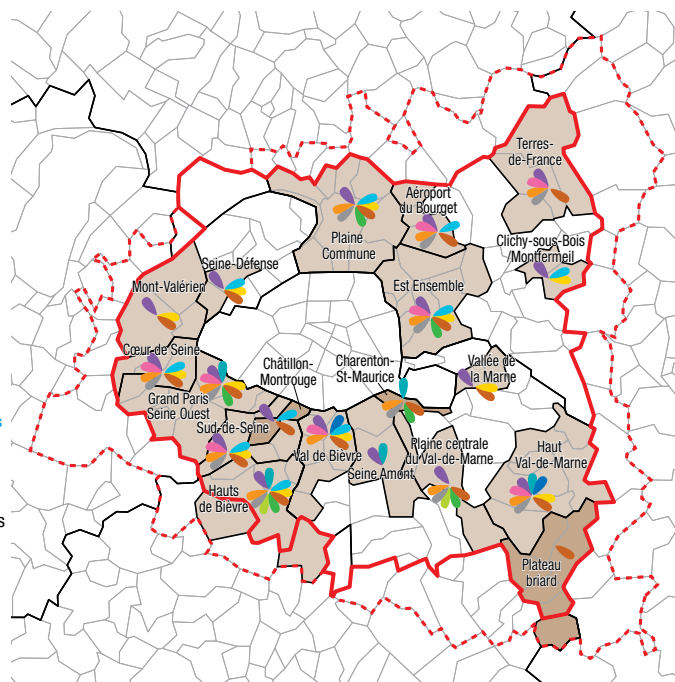 Terres-
de-France
Aéroport
du Bourget
Plaine
Commune
Clichy-sous-Bois
/Montfermeil
Seine-Défense
Mont-Valérien
Est Ensemble
Cœur de Seine
Châtillon-
Montrouge
Charenton-
St-Maurice
Vallée de
la Marne
Grand Paris
Seine Ouest
Sud-de-Seine
Val de Bièvre
Seine Amont
Plaine centrale
du Val-de-Marne
Haut
Val-de-Marne
Hauts
de Bièvre
Plateau
briard
s
s